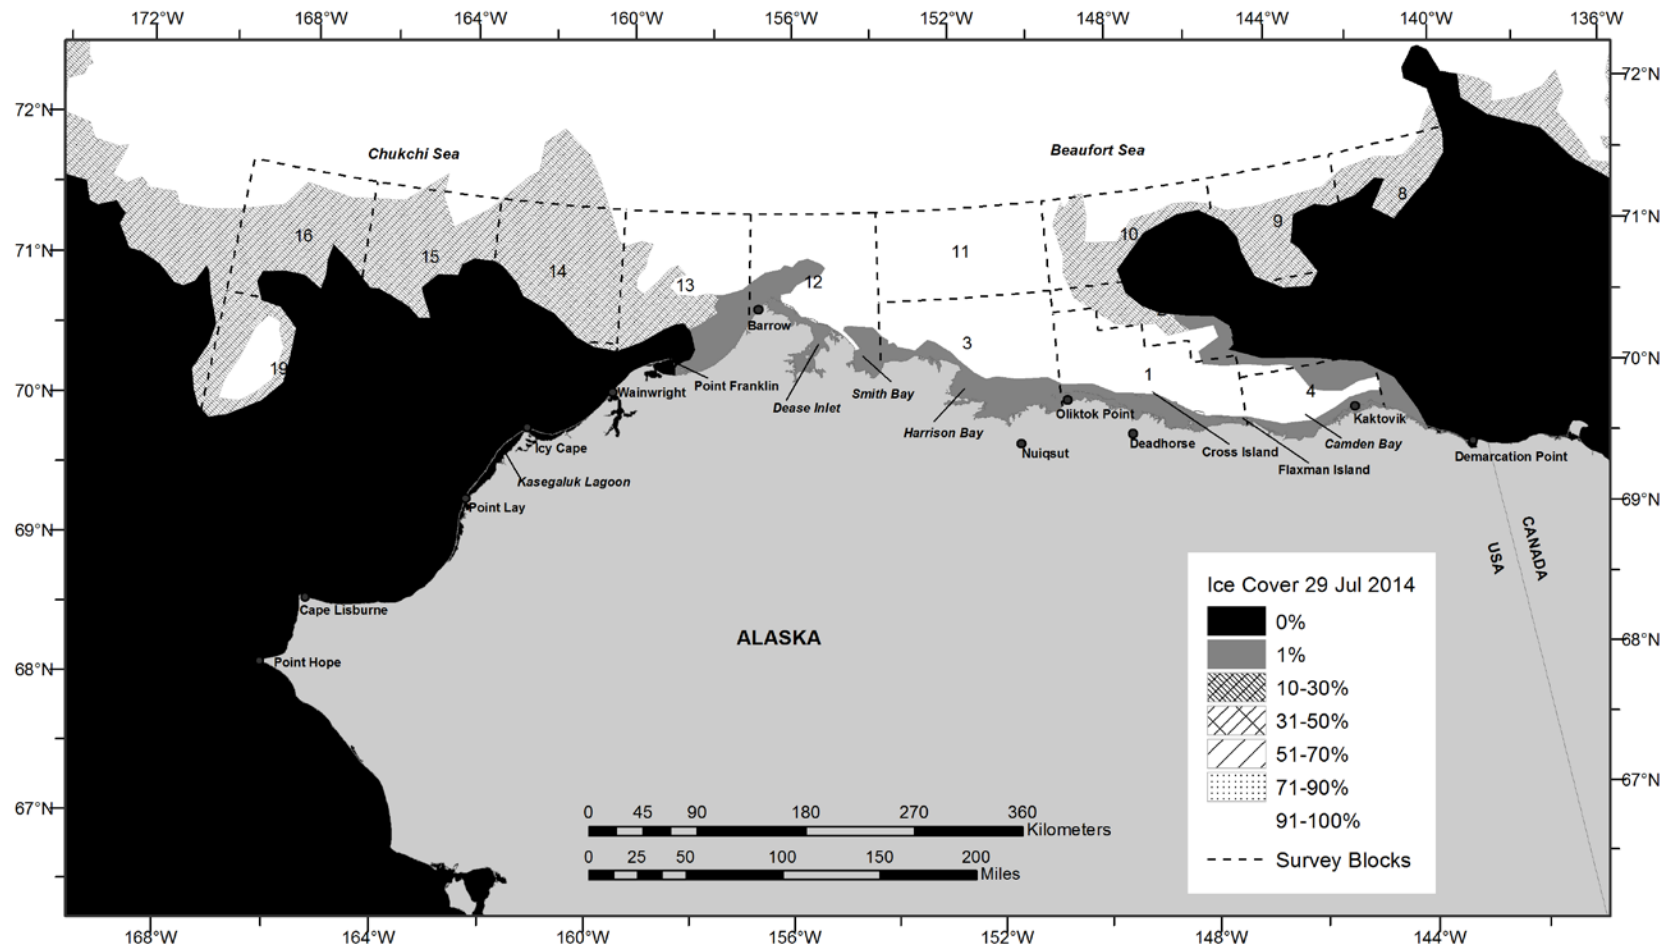 172°W 168°W 164°W 160°W 156°W 152°W 148°W 144°W 140°W 136°W
72°N 72°N
Chukchi Sea Beaufort Sea
8
9
71°N 71°N
16 10
15 11
14
13 12
Barrow
3
70°N 70°N
19 1
4
Point Franklin
Wainwright
Smith Bay
Dease Inlet
Oliktok Point
Kaktovik
Harrison Bay
Deadhorse
Camden Bay
Icy Cape
Nuiqsut
Cross Island
Demarcation Point
Flaxman Island
Kasegaluk Lagoon
69°N 69°N
Point Lay
CANADA
USA
Cape Lisburne
ALASKA
68°N 68°N
Point Hope
67°N 67°N
Ice Cover 29 Jul 2014
0%
1%
10-30%
31-50%
51-70%
71-90%
91-100%
Survey Blocks
0 45 90 180 270 360
Kilometers
0 25 50 100 150 200
Miles
168°W 164°W 160°W 156°W 152°W 148°W 144°W